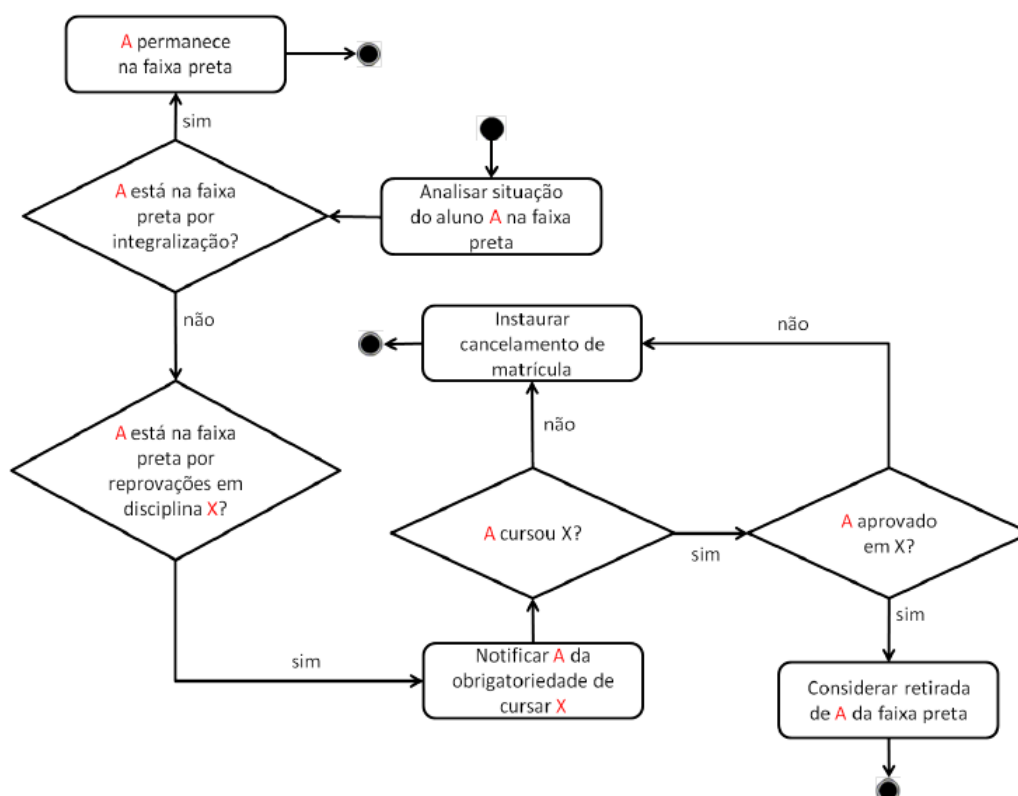 A permanece
na faixa preta
sim
Analisar situação
do aluno A na faixa
preta
A está na faixa
preta por
integralização?
não
A está na faixa
preta por
reprovações em
disciplina X?
sim
Notificar A da
obrigatoriedade de
cursar X
A cursou X?
não
Instaurar
cancelamento de
matrícula
sim
A aprovado
em X?
não
sim
Considerar retirada
de A da faixa preta